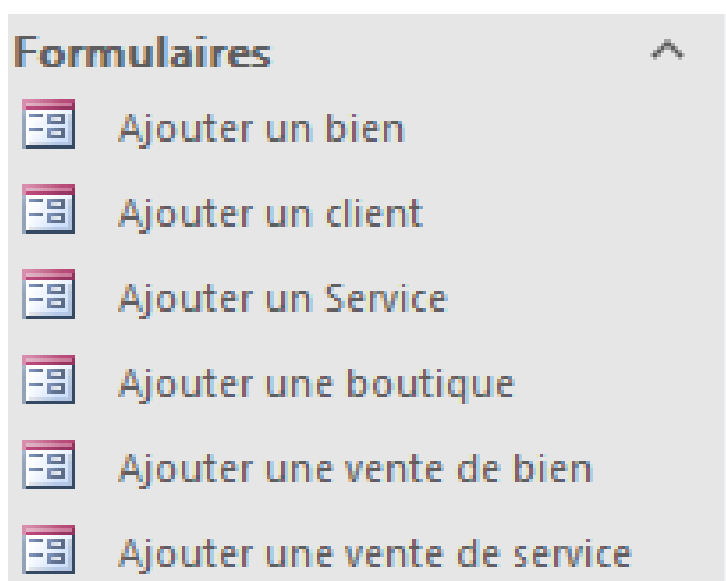 Formulaires
Ajouter un bien
Ajouter un client
Ajouter un Service
Ajouter une boutique
Ajouter une vente de bien
Ajouter une vente de service